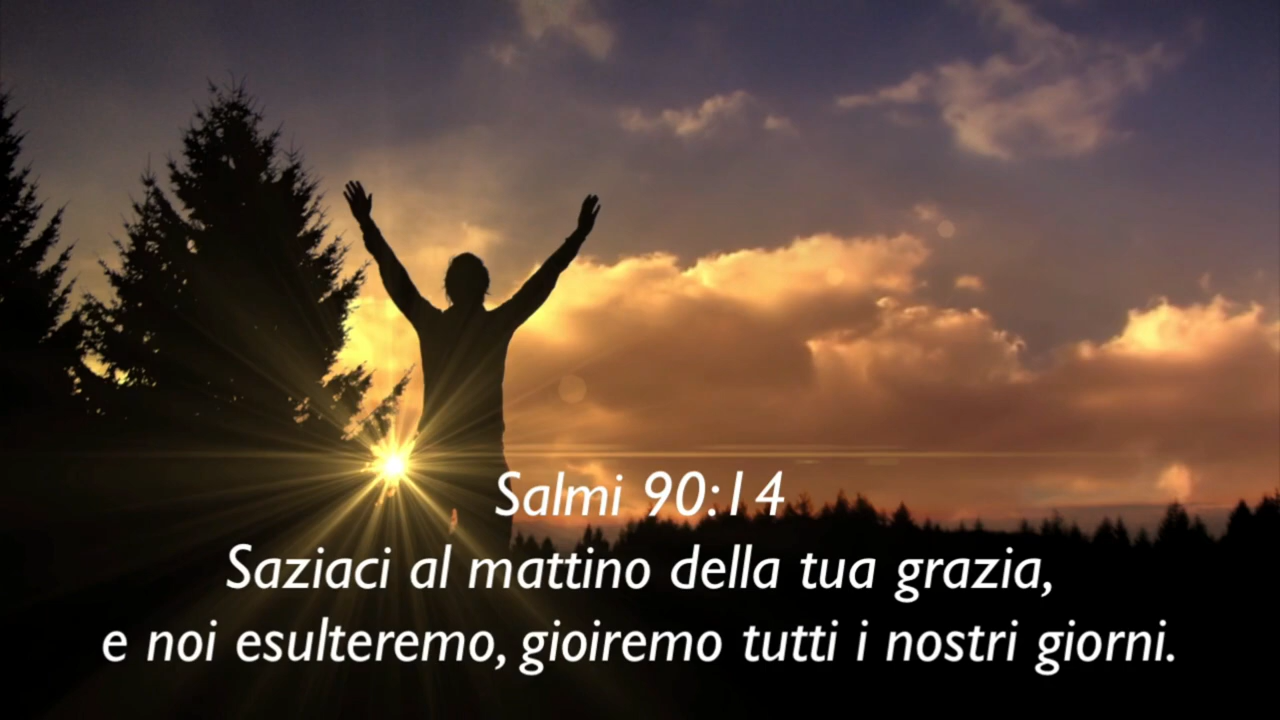 Salmi 90:14
Saziaci al mattino della tua grazia,
e noi esulteremo, gioiremo tutti i nostri giorni.